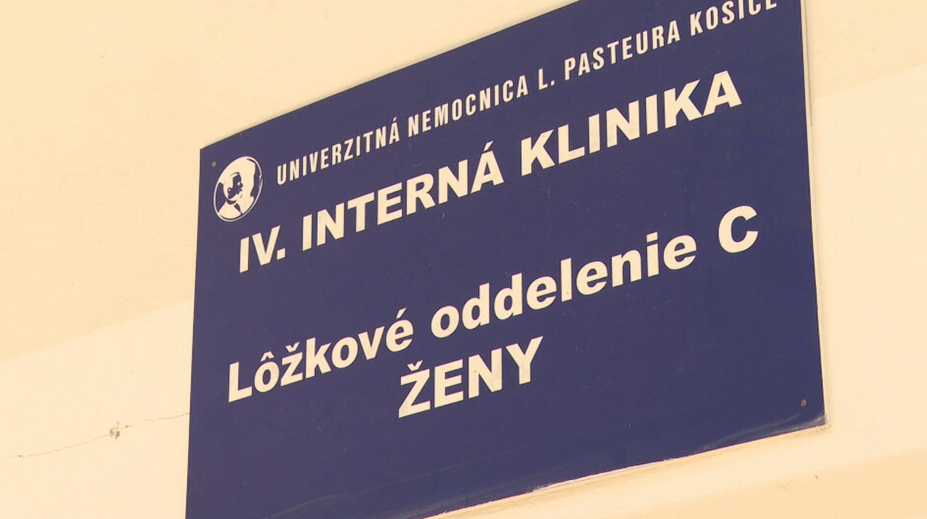 UNIVERZITNÁ NEMOCNICA L. PASTEURA KOŠICE
IV. INTERNÁ KLINIKA
Lôžkové oddelenie C
ŽENY